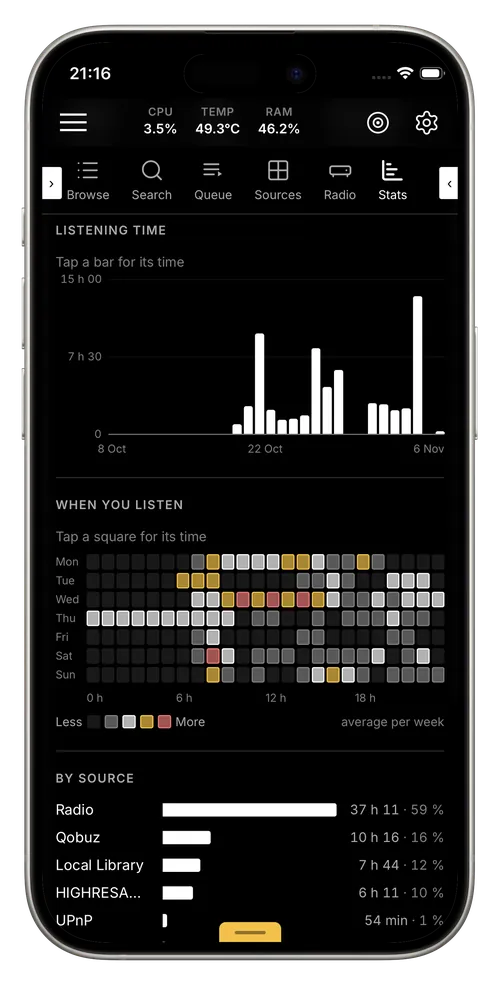 21:16
CPU TEMP RAM
3.5% 49.3°C 46.2%
Browse Search Queue Sources Radio Stats
LISTENING TIME
Tap a bar for its time
15 h 00
7 h 30
0
8 Oct 22 Oct 6 Nov
WHEN YOU LISTEN
Tap a square for its time
Mon
Tue
Wed
Thu
Fri
Sat
Sun
0 h 6 h 12 h 18 h
Less More average per week
BY SOURCE
Radio 37 h 11 · 59 %
Qobuz 10 h 16 · 16 %
Local Library 7 h 44 · 12 %
HIGHRESA... 6 h 11 · 10 %
UPnP 54 min · 1 %